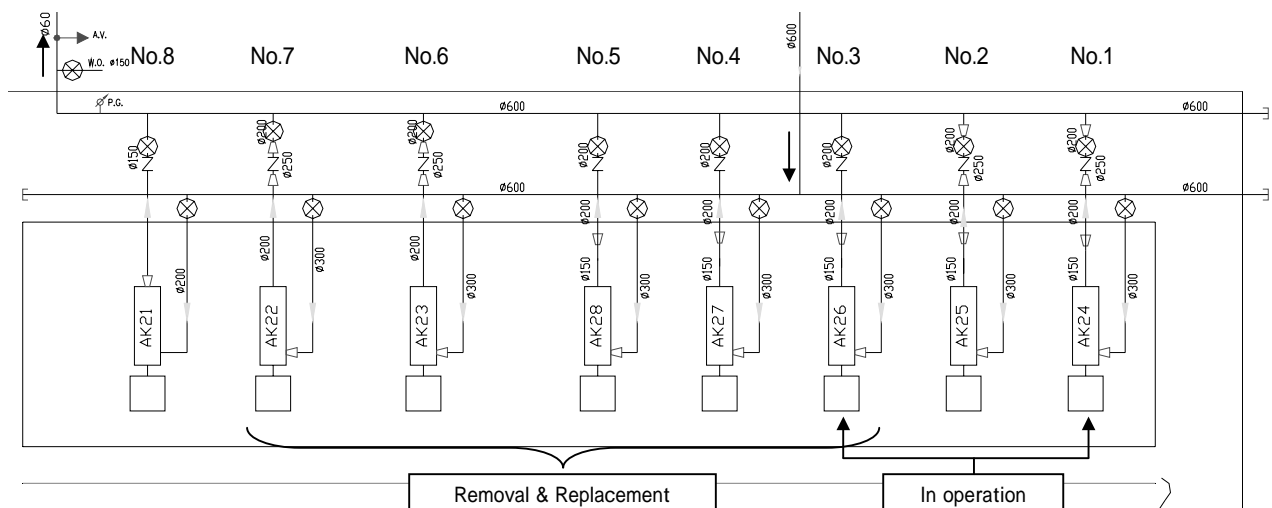 Ø60
A.V.
W.O. Ø150
P.G.
No.8 No.7 No.6 No.5 No.4 No.3 No.2 No.1
Ø600
Ø600 Ø600
Ø150 Ø200 Ø200 Ø200 Ø200 Ø200 Ø200 Ø200
Ø250 Ø250 Ø250 Ø250
Ø600 Ø600
Ø200 Ø200 Ø200 Ø200 Ø200
Ø200 Ø200 Ø300 Ø200 Ø300 Ø150 Ø300 Ø150 Ø300 Ø150 Ø300 Ø150 Ø300 Ø150 Ø300
AK21 AK22 AK23 AK28 AK27 AK26 AK25 AK24
Removal & Replacement In operation